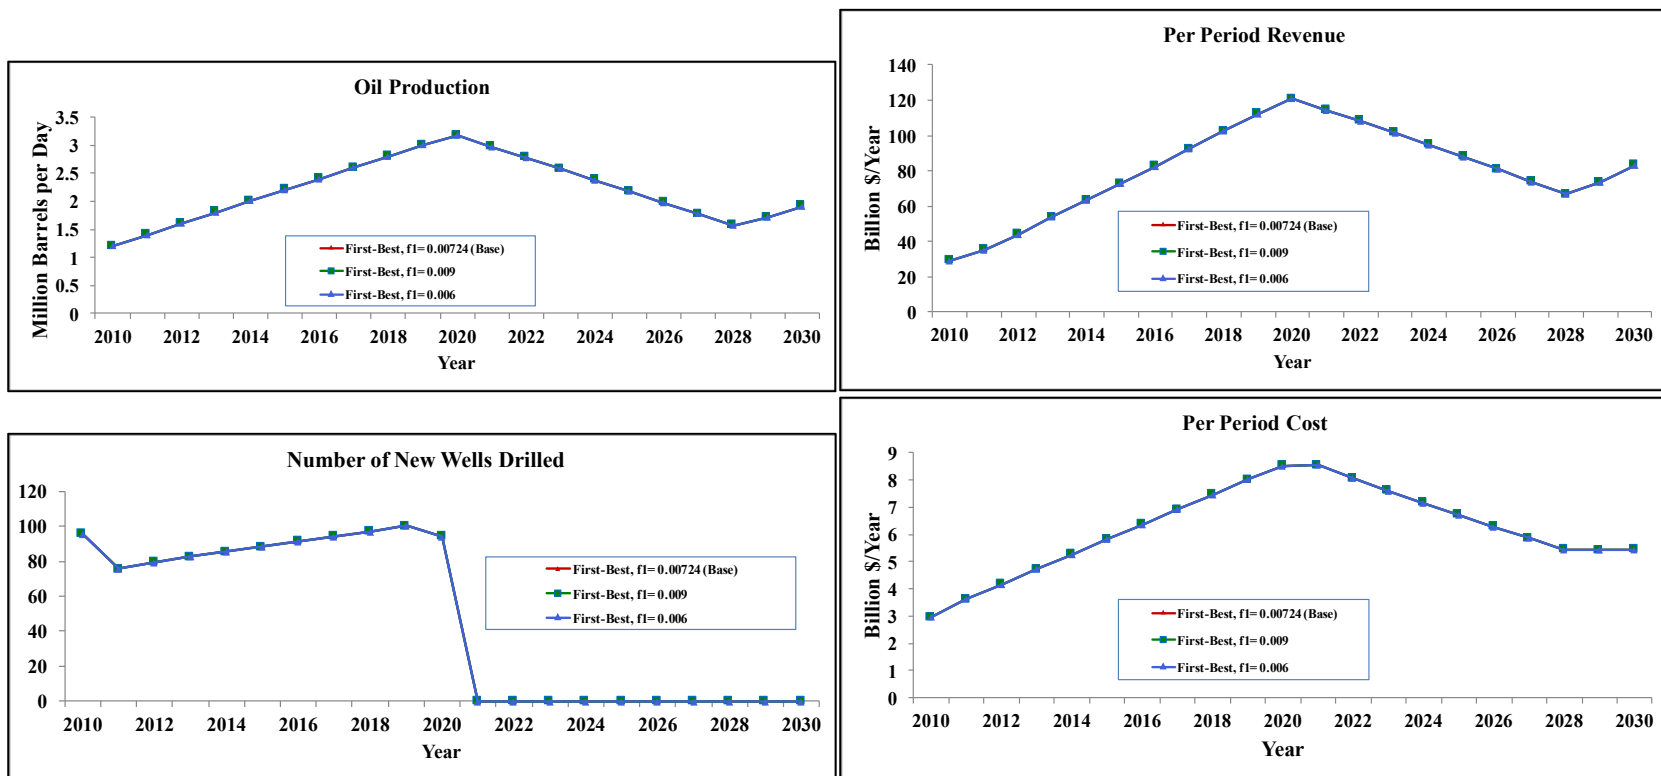 Oil Production
Million Barrels per Day
3.5
3
2.5
2
1.5
1
0.5
0
First-Best, f1= 0.00724 (Base)
First-Best, f1= 0.009
First-Best, f1= 0.006
2010 2012 2014 2016 2018 2020 2022 2024 2026 2028 2030
Year
Per Period Revenue
Billion $/Year
140
120
100
80
60
40
20
0
First-Best, f1= 0.00724 (Base)
First-Best, f1= 0.009
First-Best, f1= 0.006
2010 2012 2014 2016 2018 2020 2022 2024 2026 2028 2030
Year
Number of New Wells Drilled
120
100
80
60
40
20
0
First-Best, f1= 0.00724 (Base)
First-Best, f1= 0.009
First-Best, f1= 0.006
2010 2012 2014 2016 2018 2020 2022 2024 2026 2028 2030
Year
Per Period Cost
Billion $/Year
9
8
7
6
5
4
3
2
1
0
First-Best, f1= 0.00724 (Base)
First-Best, f1= 0.009
First-Best, f1= 0.006
2010 2012 2014 2016 2018 2020 2022 2024 2026 2028 2030
Year